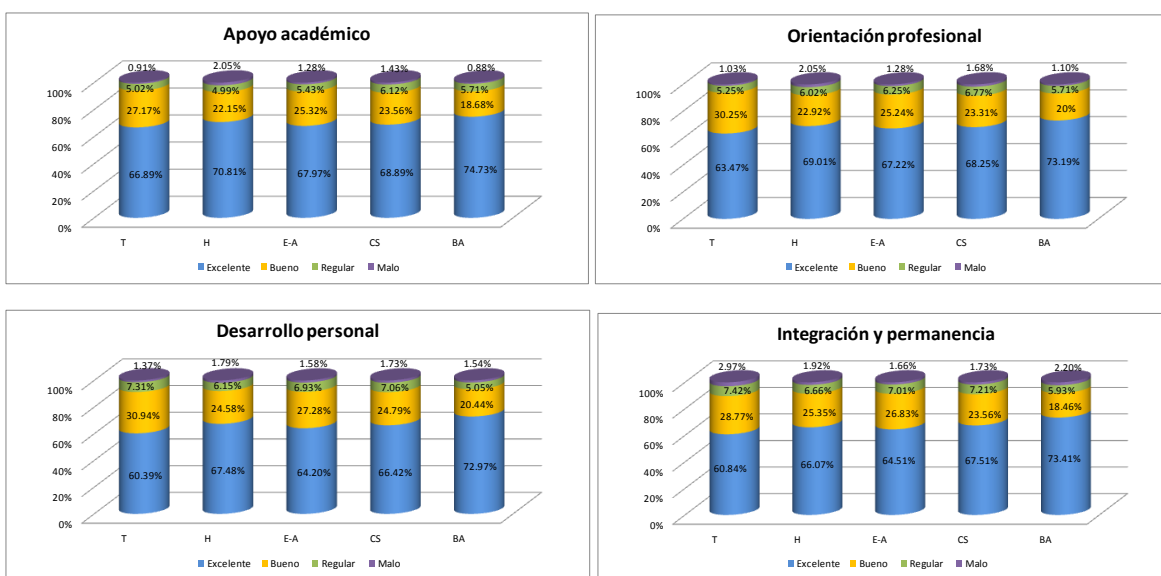 Apoyo académico
0.91% 2.05% 1.28% 1.43% 0.88%
5.02% 4.99% 5.43% 6.12% 5.71%
27.17% 22.15% 25.32% 23.56% 18.68%
66.89% 70.81% 67.97% 68.89% 74.73%
100%
80%
60%
40%
20%
0%
T H E-A CS BA
Excelente Bueno Regular Malo
Orientación profesional
1.03% 2.05% 1.28% 1.68% 1.10%
5.25% 6.02% 6.25% 6.77% 5.71%
30.25% 22.92% 25.24% 23.31% 20%
63.47% 69.01% 67.22% 68.25% 73.19%
100%
80%
60%
40%
20%
0%
T H E-A CS BA
Excelente Bueno Regular Malo
Desarrollo personal
1.37% 1.79% 1.58% 1.73% 1.54%
7.31% 6.15% 6.93% 7.06% 5.05%
30.94% 24.58% 27.28% 24.79% 20.44%
60.39% 67.48% 64.20% 66.42% 72.97%
100%
80%
60%
40%
20%
0%
T H E-A CS BA
Excelente Bueno Regular Malo
Integración y permanencia
2.97% 1.92% 1.66% 1.73% 2.20%
7.42% 6.66% 7.01% 7.21% 5.93%
28.77% 25.35% 26.83% 23.56% 18.46%
60.84% 66.07% 64.51% 67.51% 73.41%
100%
80%
60%
40%
20%
0%
T H E-A CS BA
Excelente Bueno Regular Malo